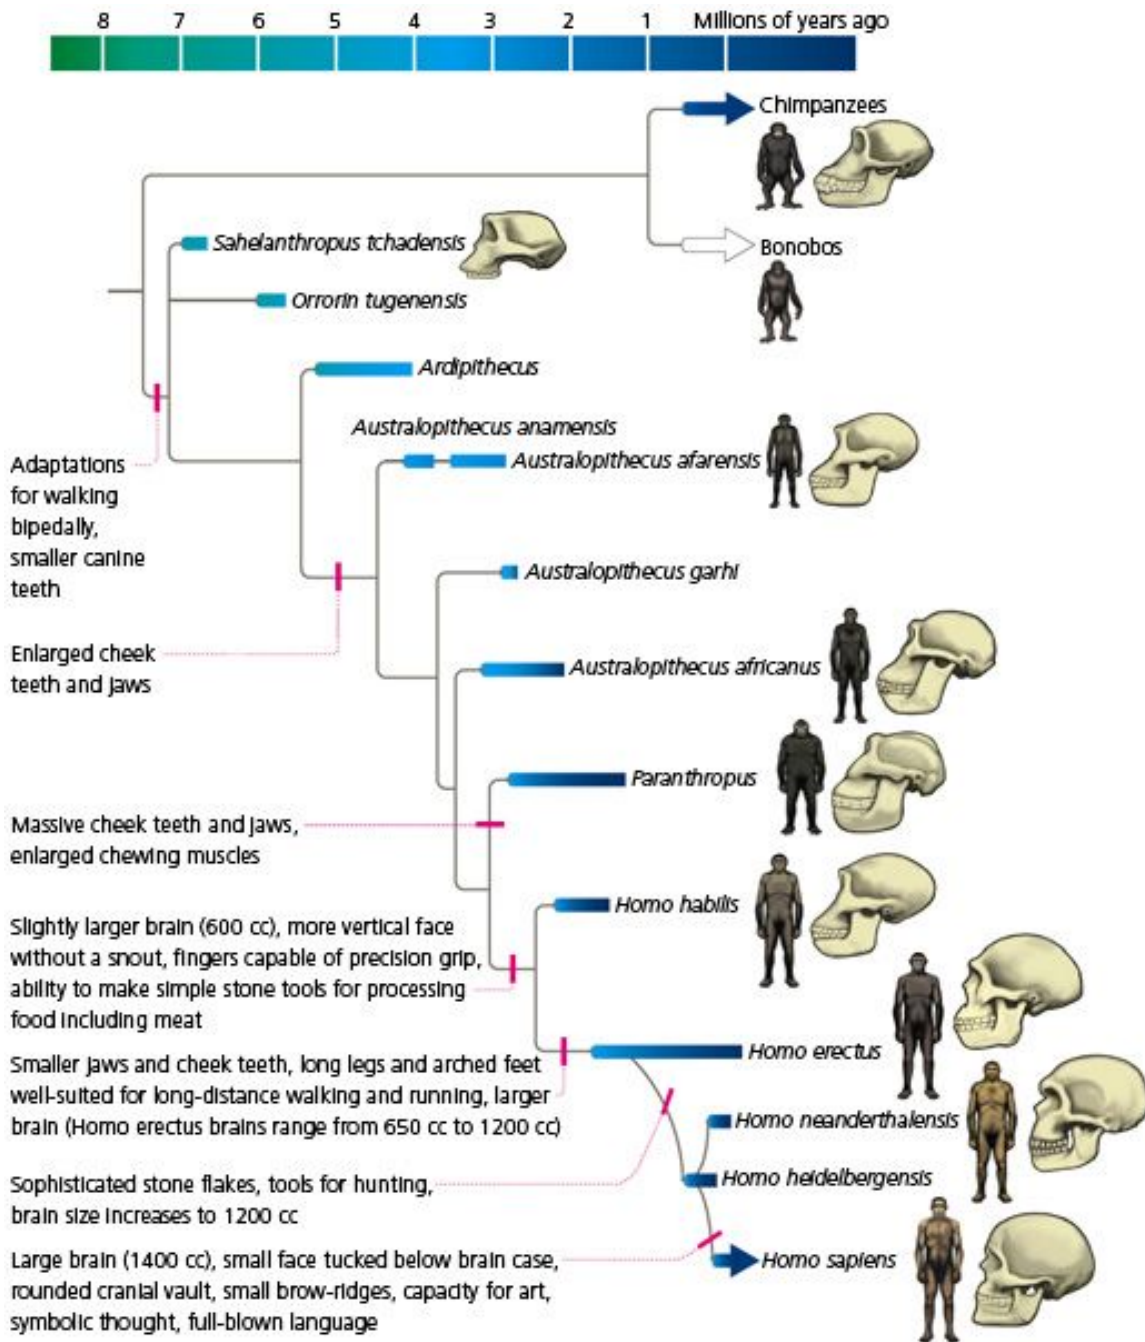 8 7 6 5 4 3 2 1 Millions of years ago
Chimpanzees
Bonobos
Sahelanthropus tchadensis
Orrorin tugenensis
Ardipithecus
Australopithecus anamensis
Australopithecus afarensis
Adaptations
for walking
bipedally,
smaller canine
teeth
Australopithecus garhi
Enlarged cheek
teeth and jaws
Australopithecus africanus
Paranthropus
Massive cheek teeth and jaws,
enlarged chewing muscles
Homo habilis
Slightly larger brain (600 cc), more vertical face
without a snout, fingers capable of precision grip,
ability to make simple stone tools for processing
food including meat
Homo erectus
Smaller jaws and cheek teeth, long legs and arched feet
well-suited for long-distance walking and running, larger
brain (Homo erectus brains range from 650 cc to 1200 cc)
Homo neanderthalensis
Homo heidelbergensis
Sophisticated stone flakes, tools for hunting,
brain size increases to 1200 cc
Homo sapiens
Large brain (1400 cc), small face tucked below brain case,
rounded cranial vault, small brow-ridges, capacity for art,
symbolic thought, full-blown language